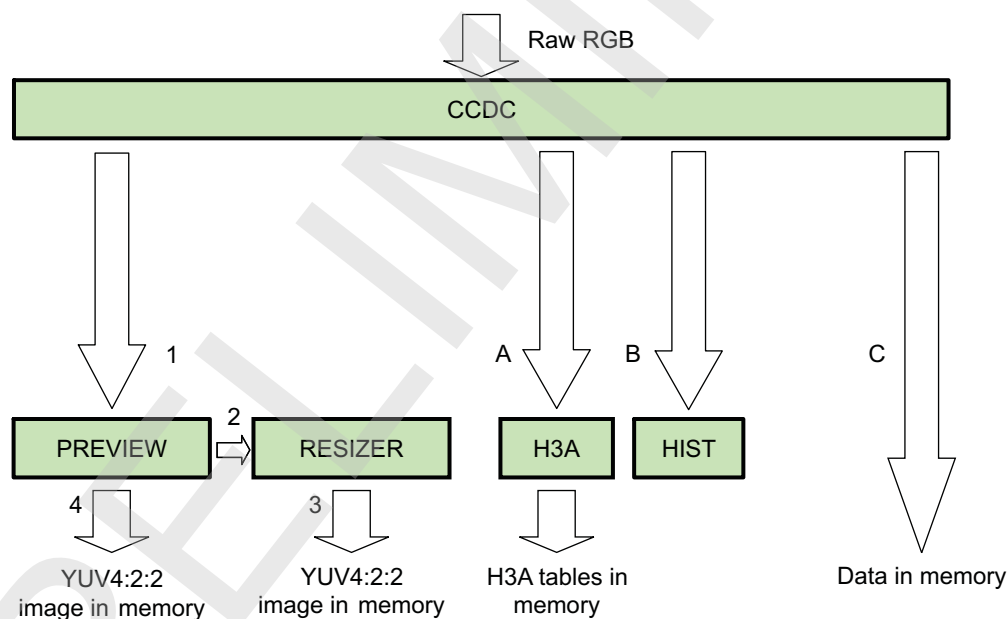 Raw RGB
CCDC
1
A
B
C
2
PREVIEW
RESIZER
H3A
HIST
4
3
YUV4:2:2
image in memory
YUV4:2:2
image in memory
H3A tables in
memory
Data in memory